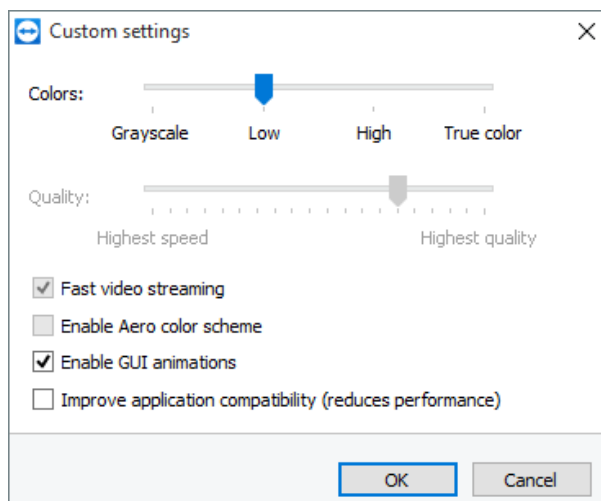 Custom settings
Colors:
Grayscale Low High True color
Quality:
Highest speed Highest quality
Fast video streaming
Enable Aero color scheme
Enable GUI animations
Improve application compatibility (reduces performance)
OK Cancel